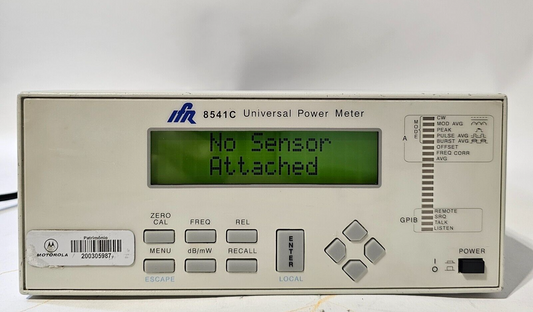 IFR 8541C Universal Power Meter
No Sensor
Attached
A
MODE
CW
MOD AVG
PEAK
PULSE AVG
BURST AVG
OFFSET
FREQ CORR
AVG
GPIB
REMOTE
SRQ
TALK
LISTEN
ZERO
CAL
FREQ
REL
MENU
dB/mW
RECALL
ESCAPE
ENTER
LOCAL
POWER
I
O
Patrimônio
MOTOROLA
200305987